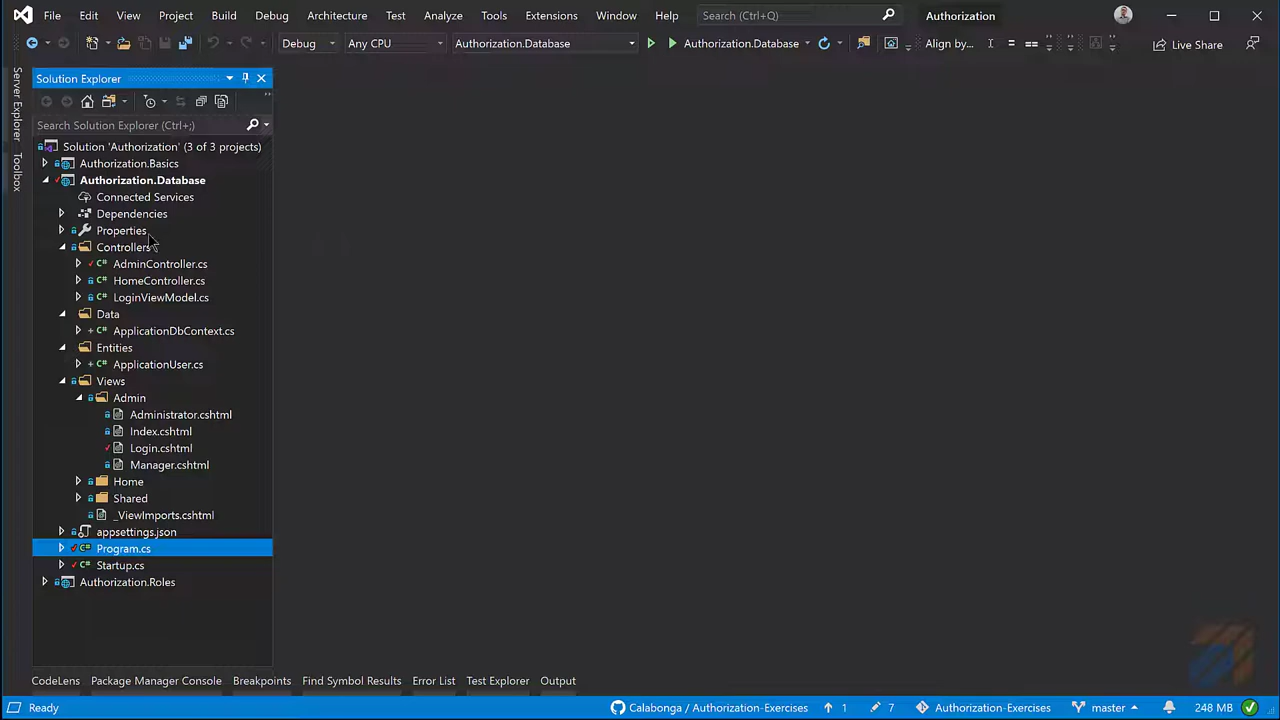 File Edit View Project Build Debug Architecture Test Analyze Tools Extensions Window Help Search (Ctrl+Q) Authorization
Debug Any CPU Authorization.Database Authorization.Database Align by... Live Share
Server Explorer
Toolbox
Solution Explorer
Search Solution Explorer (Ctrl+;)
Solution 'Authorization' (3 of 3 projects)
Authorization.Basics
Authorization.Database
Connected Services
Dependencies
Properties
Controllers
AdminController.cs
HomeController.cs
LoginViewModel.cs
Data
ApplicationDbContext.cs
Entities
ApplicationUser.cs
Views
Admin
Administrator.cshtml
Index.cshtml
Login.cshtml
Manager.cshtml
Home
Shared
_ViewImports.cshtml
appsettings.json
Program.cs
Startup.cs
Authorization.Roles
CodeLens Package Manager Console Breakpoints Find Symbol Results Error List Test Explorer Output
Ready Calabonga / Authorization-Exercises 1 7 Authorization-Exercises master 248 MB